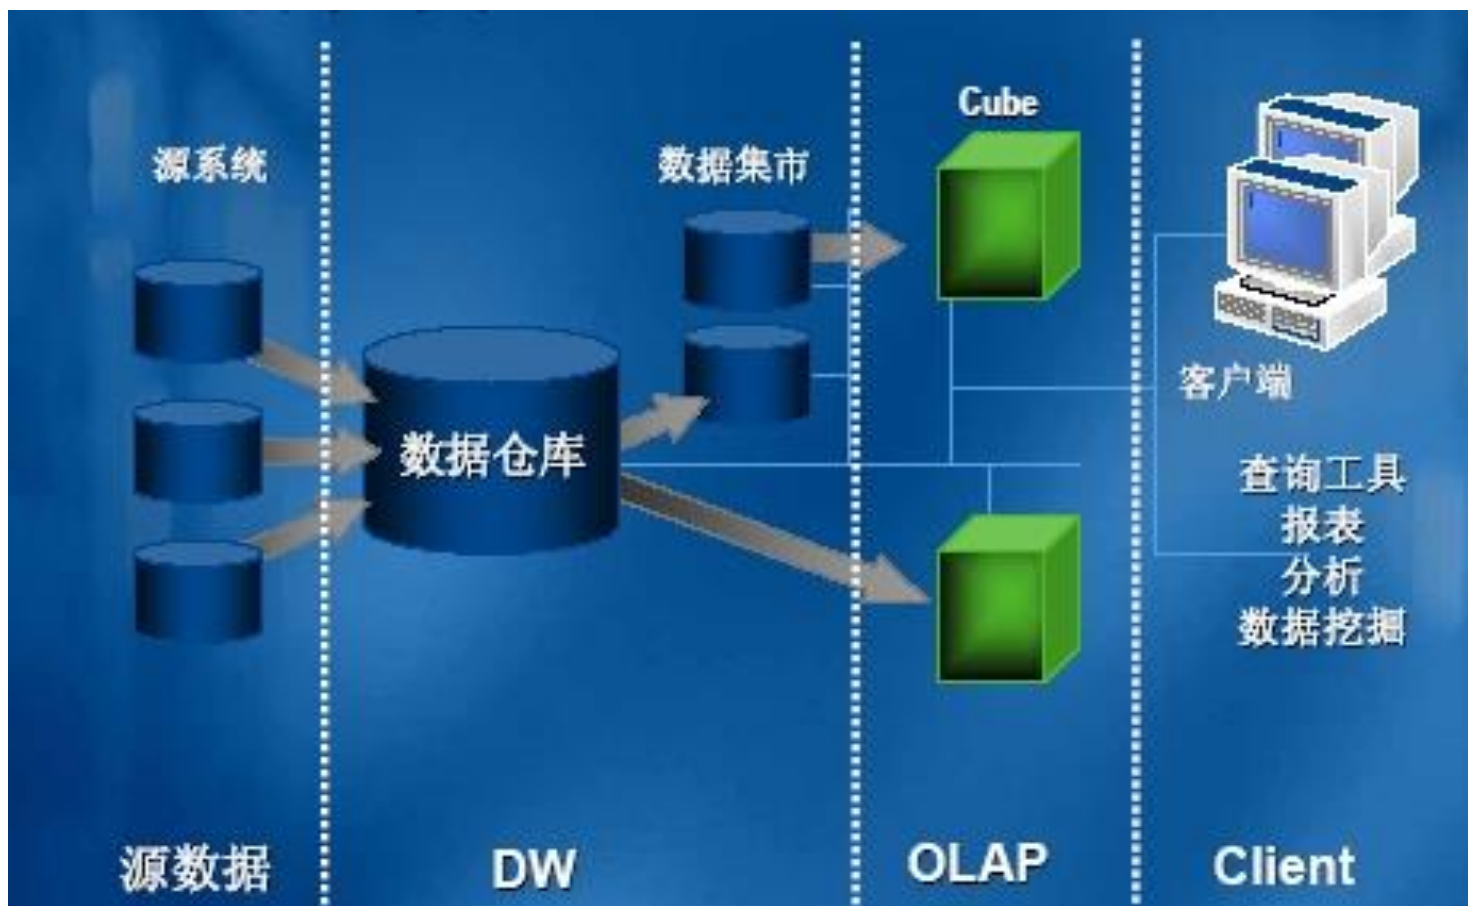 源系统
数据集市
Cube
数据仓库
客户端
查询工具
报表
分析
数据挖掘
源数据
DW
OLAP
Client